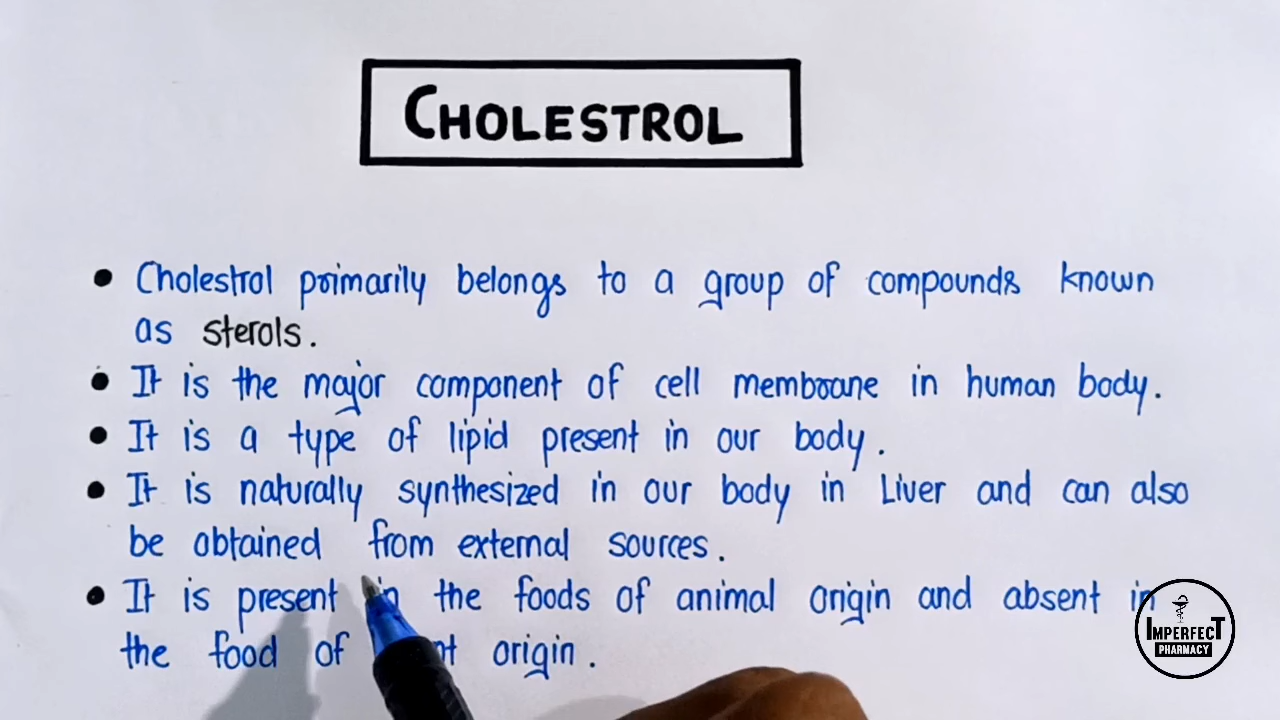 CHOLESTROL
• Cholestrol primarily belongs to a group of compounds known
as sterols.
• It is the major component of cell membrane in human body.
• It is a type of lipid present in our body.
• It is naturally synthesized in our body in Liver and can also
be obtained from external sources.
• It is present in the foods of animal origin and absent in
the food of origin.
IMPERFECT
PHARMACY